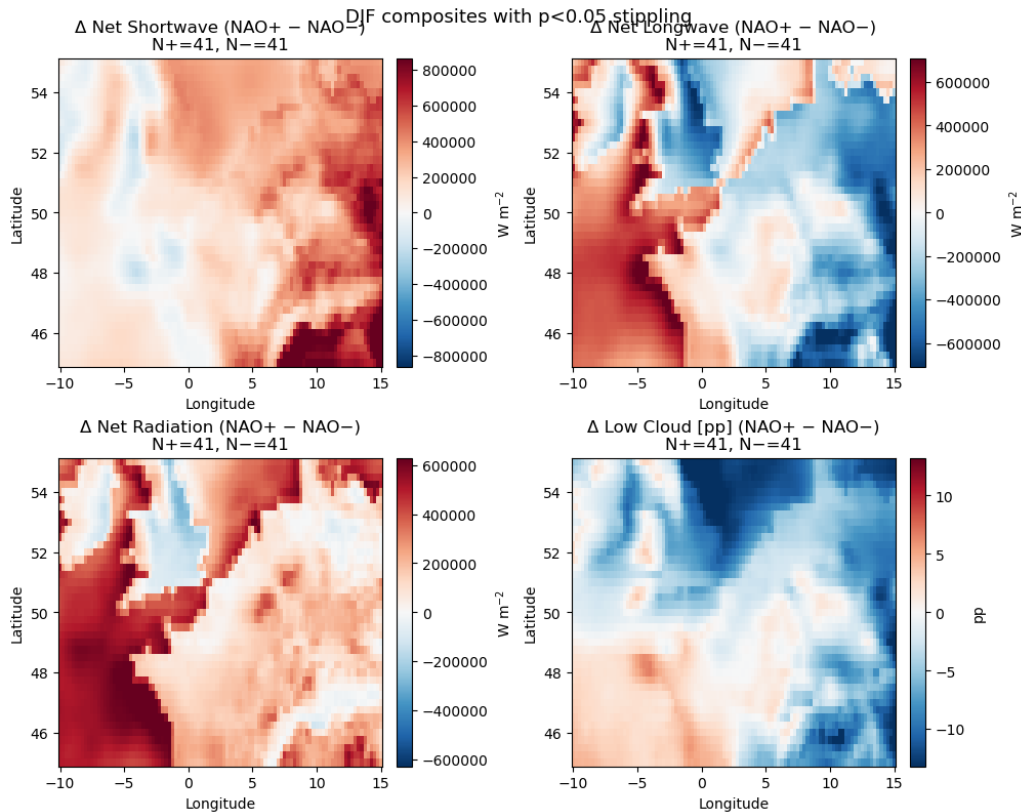 DJF composites with p<0.05 stippling
Δ Net Shortwave (NAO+ − NAO−)
N+=41, N−=41
54
52
50
48
46
Latitude
−10 −5 0 5 10 15
Longitude
800000
600000
400000
200000
0
−200000
−400000
−600000
−800000
W m⁻²
Δ Net Longwave (NAO+ − NAO−)
N+=41, N−=41
54
52
50
48
46
Latitude
−10 −5 0 5 10 15
Longitude
600000
400000
200000
0
−200000
−400000
−600000
W m⁻²
Δ Net Radiation (NAO+ − NAO−)
N+=41, N−=41
54
52
50
48
46
Latitude
−10 −5 0 5 10 15
Longitude
600000
400000
200000
0
−200000
−400000
−600000
W m⁻²
Δ Low Cloud [pp] (NAO+ − NAO−)
N+=41, N−=41
54
52
50
48
46
Latitude
−10 −5 0 5 10 15
Longitude
10
5
0
−5
−10
pp